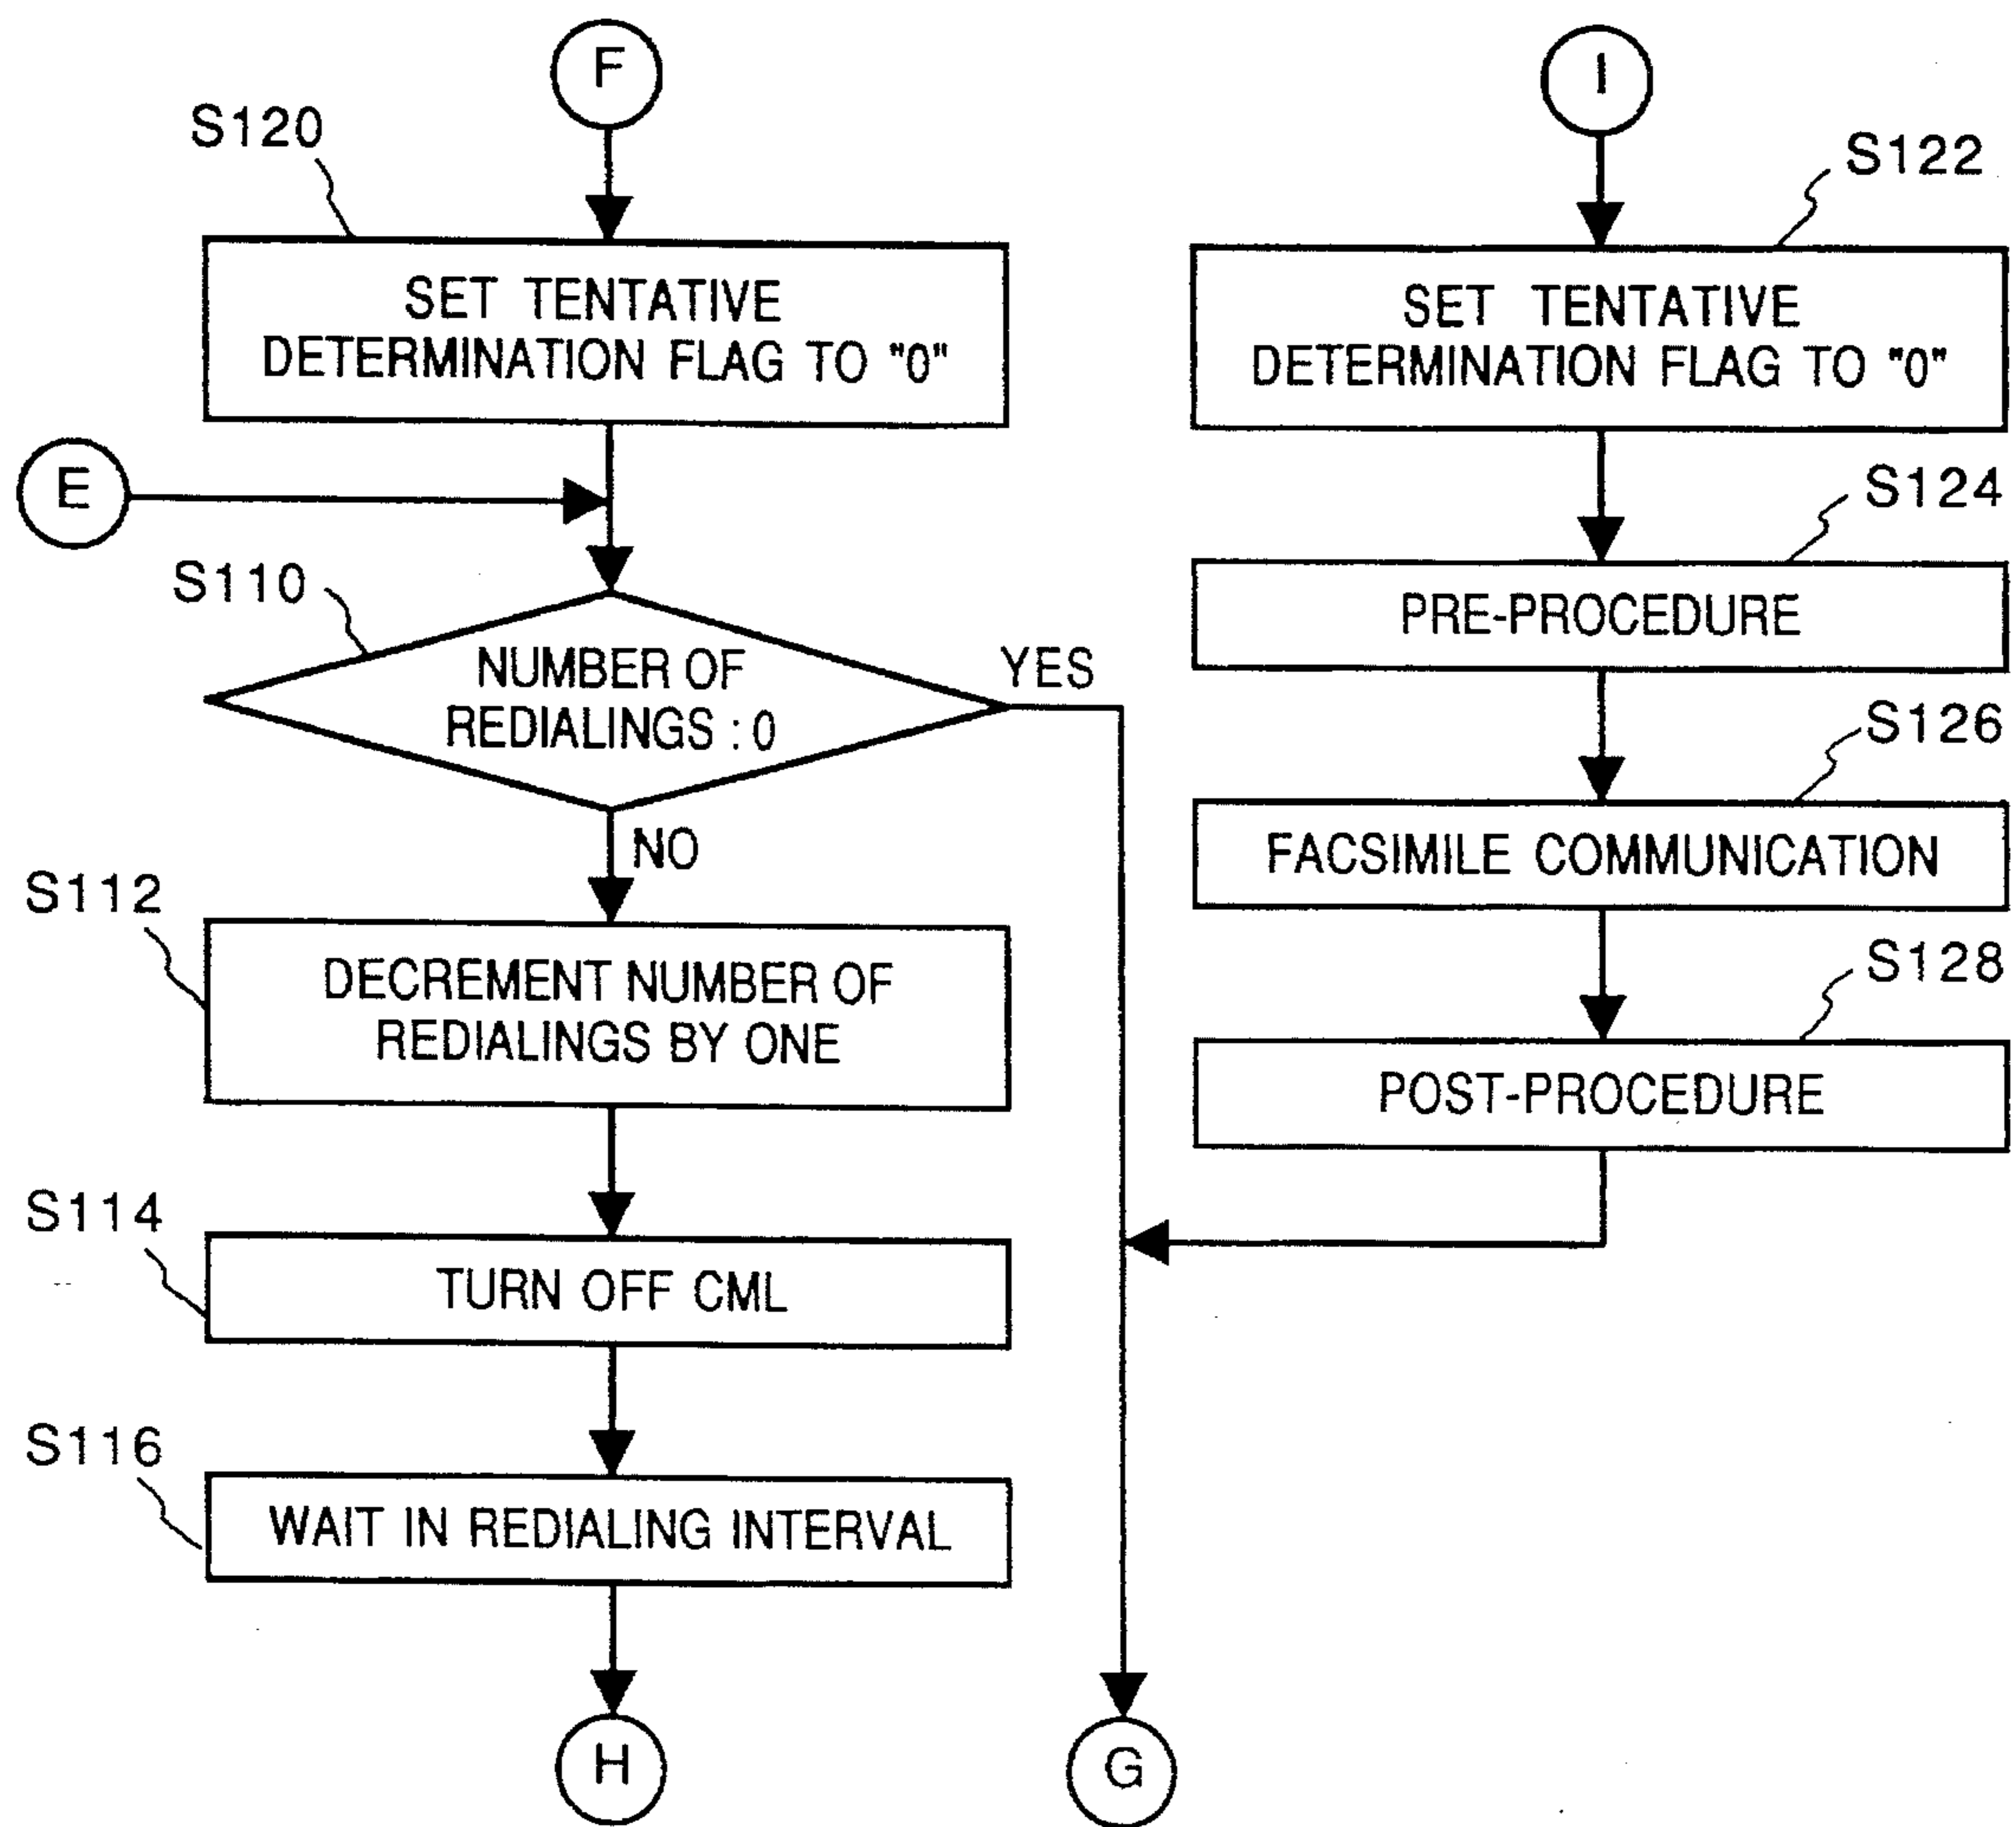 F
S120
SET TENTATIVE
DETERMINATION FLAG TO "0"
E
S110
NUMBER OF
REDIALINGS : 0
YES
NO
S112
DECREMENT NUMBER OF
REDIALINGS BY ONE
S114
TURN OFF CML
S116
WAIT IN REDIALING INTERVAL
H
I
S122
SET TENTATIVE
DETERMINATION FLAG TO "0"
S124
PRE-PROCEDURE
S126
FACSIMILE COMMUNICATION
S128
POST-PROCEDURE
G